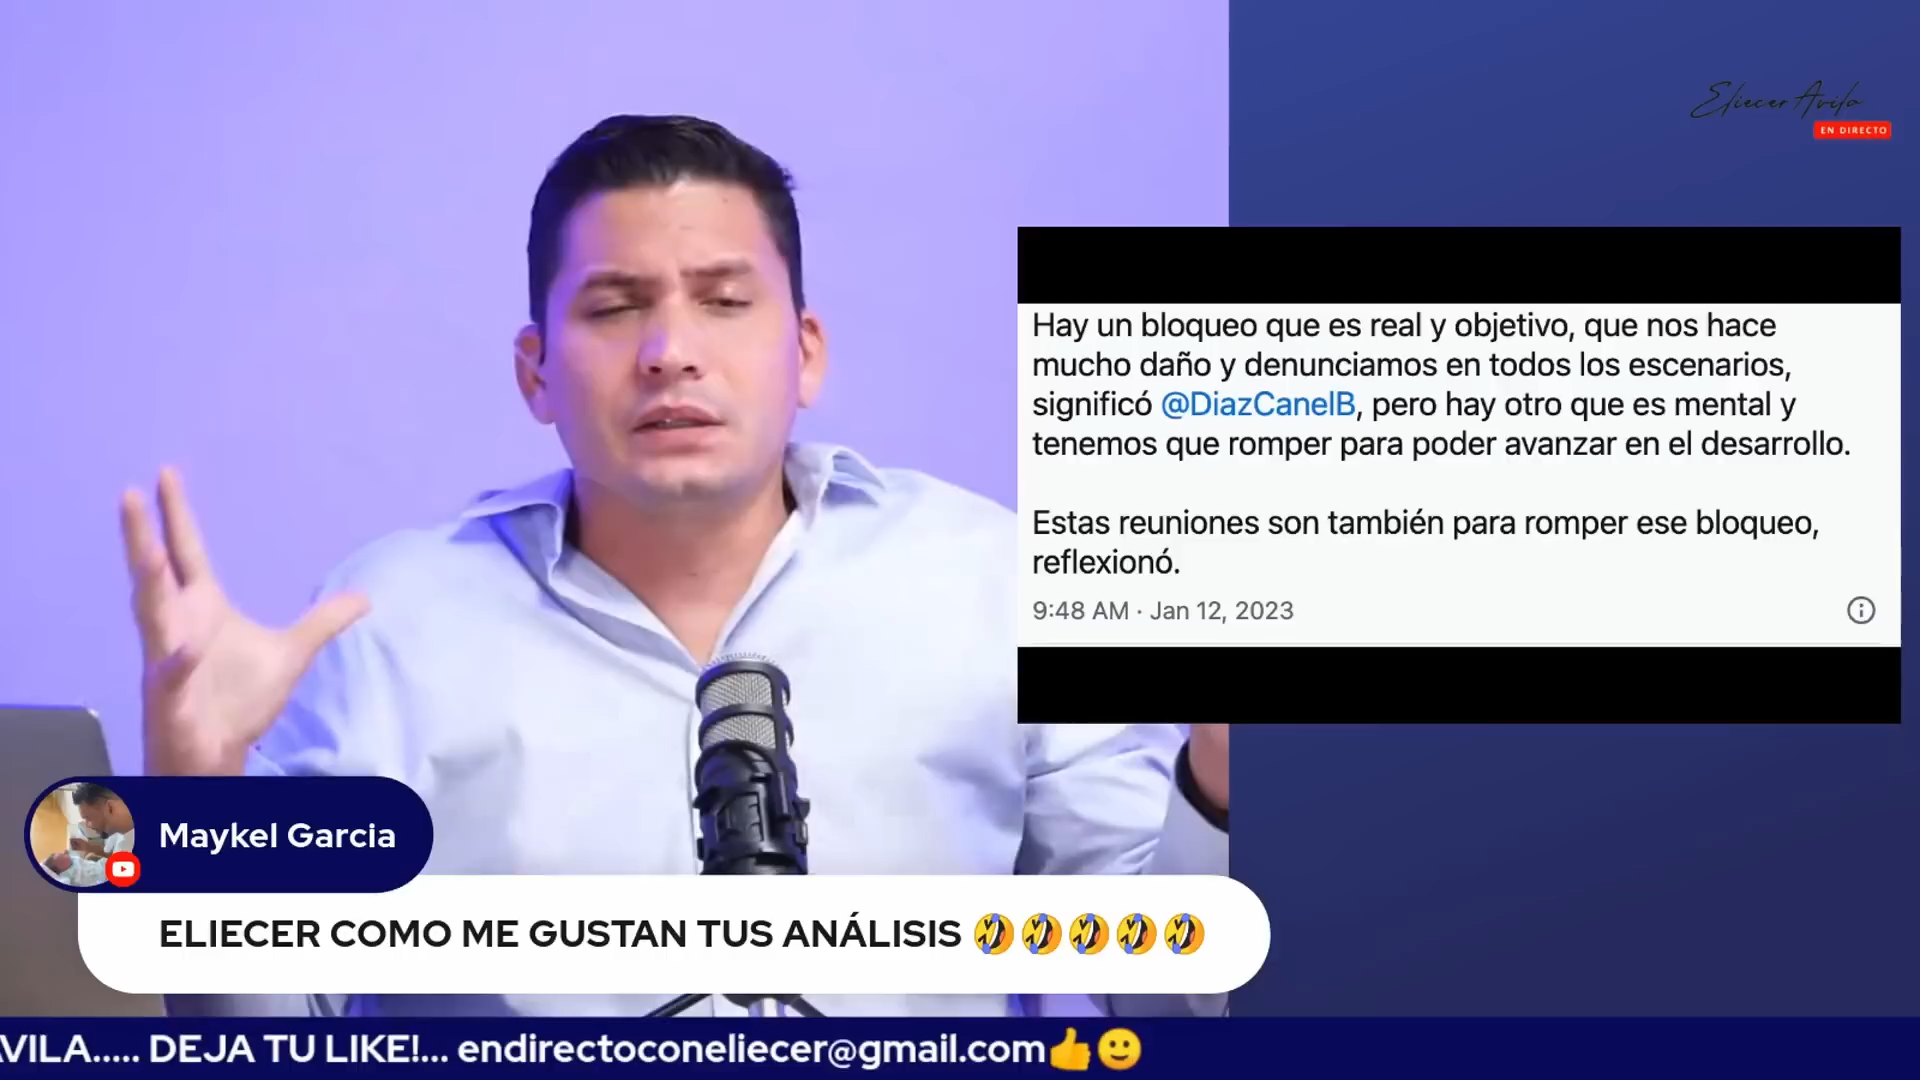 Eliecer Avila
EN DIRECTO
Hay un bloqueo que es real y objetivo, que nos hace
mucho daño y denunciamos en todos los escenarios,
significó @DiazCanelB, pero hay otro que es mental y
tenemos que romper para poder avanzar en el desarrollo.
Estas reuniones son también para romper ese bloqueo,
reflexionó.
9:48 AM · Jan 12, 2023
Maykel Garcia
ELIECER COMO ME GUSTAN TUS ANÁLISIS 🤣🤣🤣🤣🤣
AVILA..... DEJA TU LIKE!... endirectoconeliecer@gmail.com👍🙂